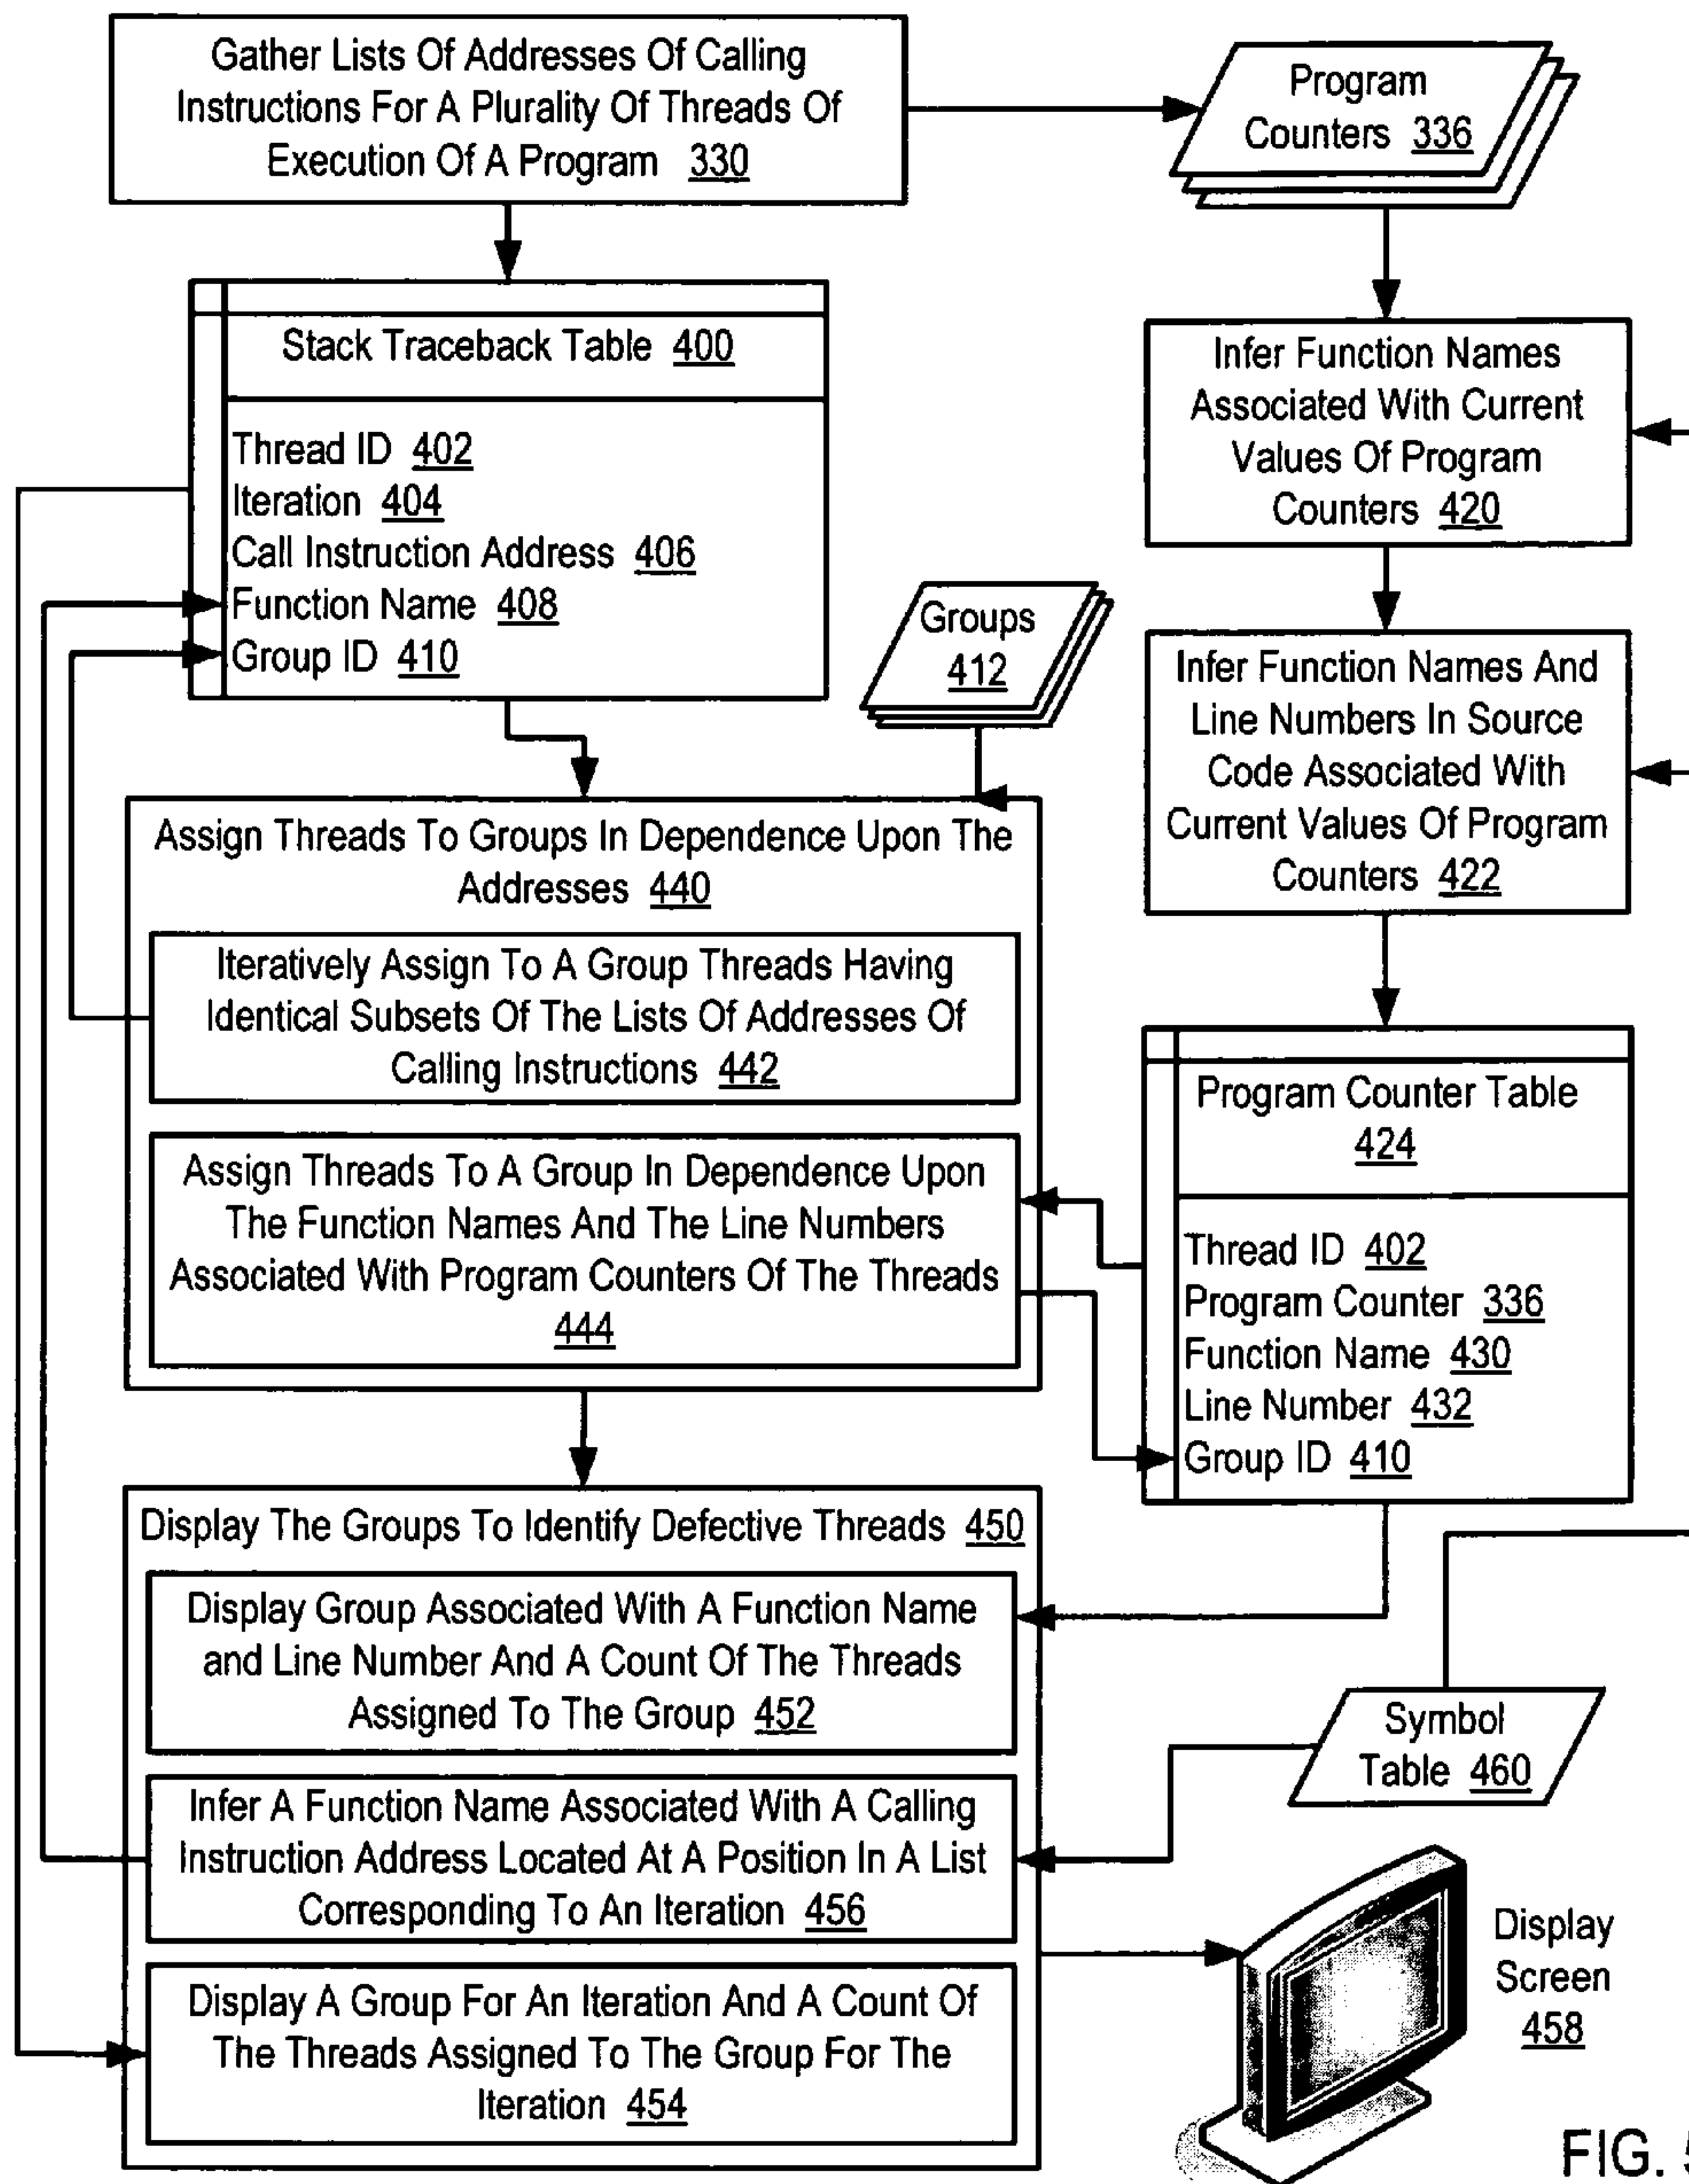 Gather Lists Of Addresses Of Calling
Instructions For A Plurality Of Threads Of
Execution Of A Program 330
Program
Counters 336
Stack Traceback Table 400
Thread ID 402
Iteration 404
Call Instruction Address 406
Function Name 408
Group ID 410
Infer Function Names
Associated With Current
Values Of Program
Counters 420
Groups
412
Infer Function Names And
Line Numbers In Source
Code Associated With
Current Values Of Program
Counters 422
Assign Threads To Groups In Dependence Upon The
Addresses 440
Iteratively Assign To A Group Threads Having
Identical Subsets Of The Lists Of Addresses Of
Calling Instructions 442
Assign Threads To A Group In Dependence Upon
The Function Names And The Line Numbers
Associated With Program Counters Of The Threads
444
Program Counter Table
424
Thread ID 402
Program Counter 336
Function Name 430
Line Number 432
Group ID 410
Display The Groups To Identify Defective Threads 450
Display Group Associated With A Function Name
and Line Number And A Count Of The Threads
Assigned To The Group 452
Infer A Function Name Associated With A Calling
Instruction Address Located At A Position In A List
Corresponding To An Iteration 456
Display A Group For An Iteration And A Count Of
The Threads Assigned To The Group For The
Iteration 454
Symbol
Table 460
Display
Screen
458
FIG. 5